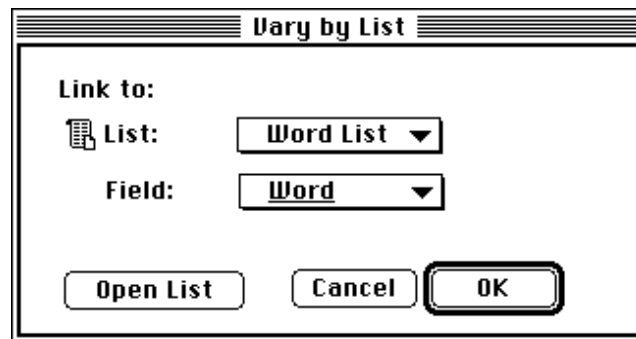 Vary by List
Link to:
List: Word List
Field: Word
Open List Cancel OK